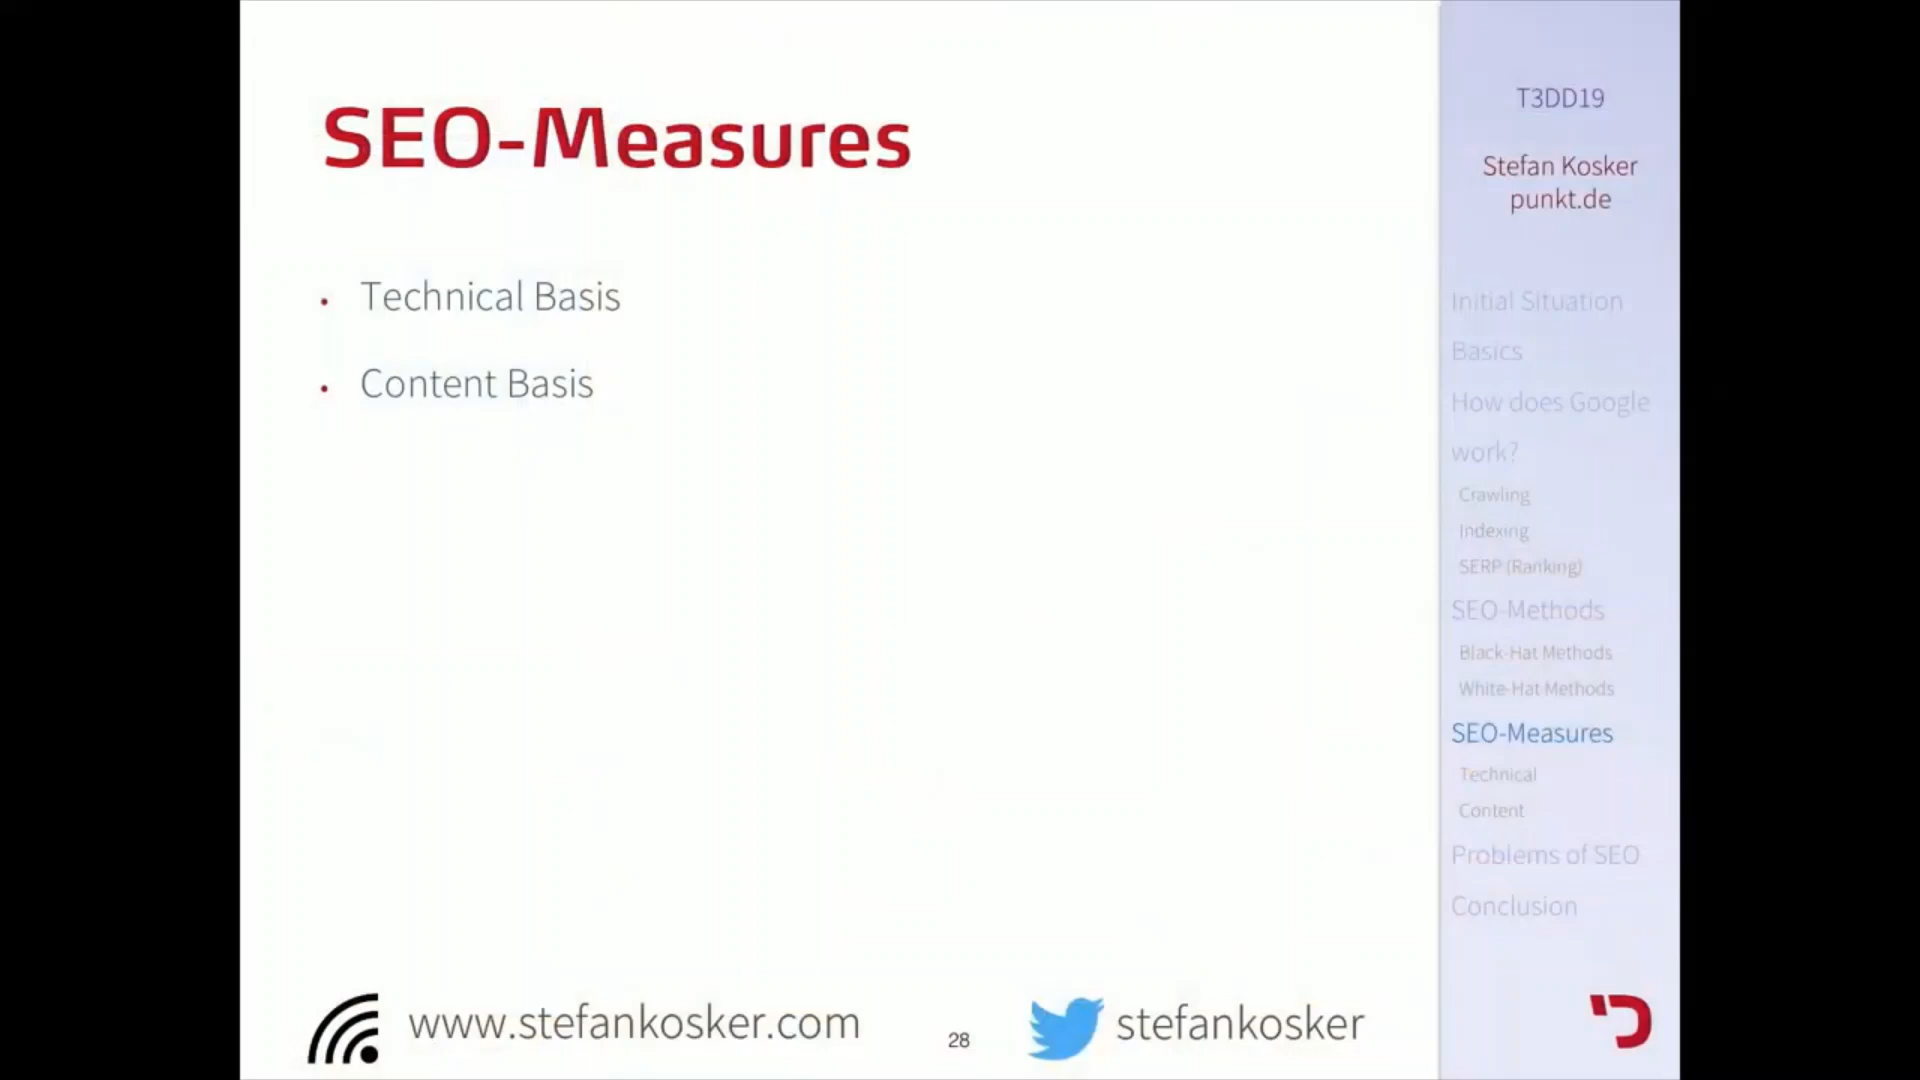 SEO-Measures
• Technical Basis
• Content Basis
www.stefankosker.com
28
stefankosker
T3DD19
Stefan Kosker
punkt.de
Initial Situation
Basics
How does Google
work?
Crawling
Indexing
SERP (Ranking)
SEO-Methods
Black-Hat Methods
White-Hat Methods
SEO-Measures
Technical
Content
Problems of SEO
Conclusion